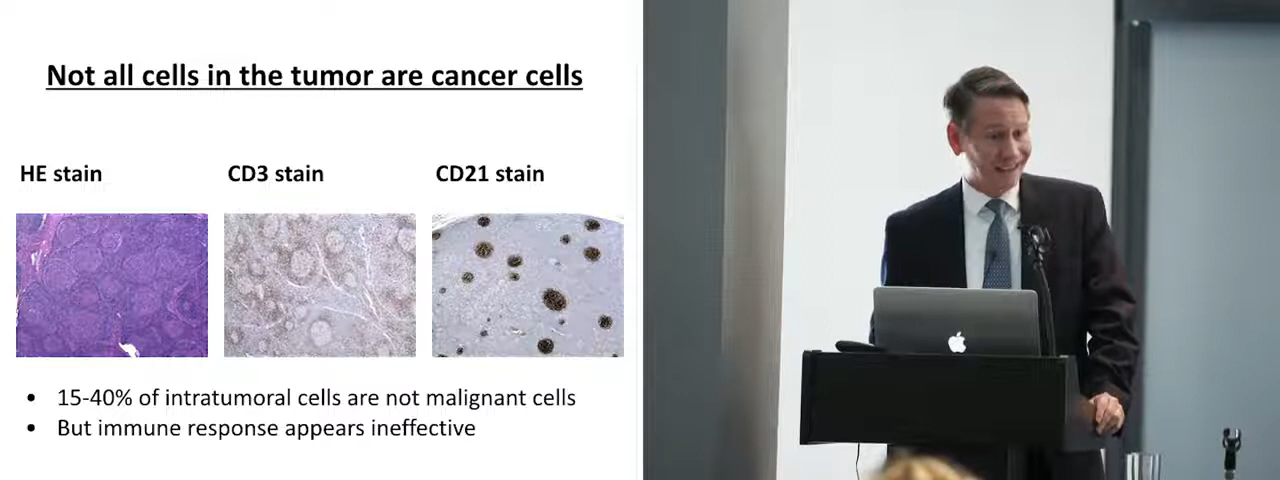 Not all cells in the tumor are cancer cells
HE stain
CD3 stain
CD21 stain
15-40% of intratumoral cells are not malignant cells
But immune response appears ineffective